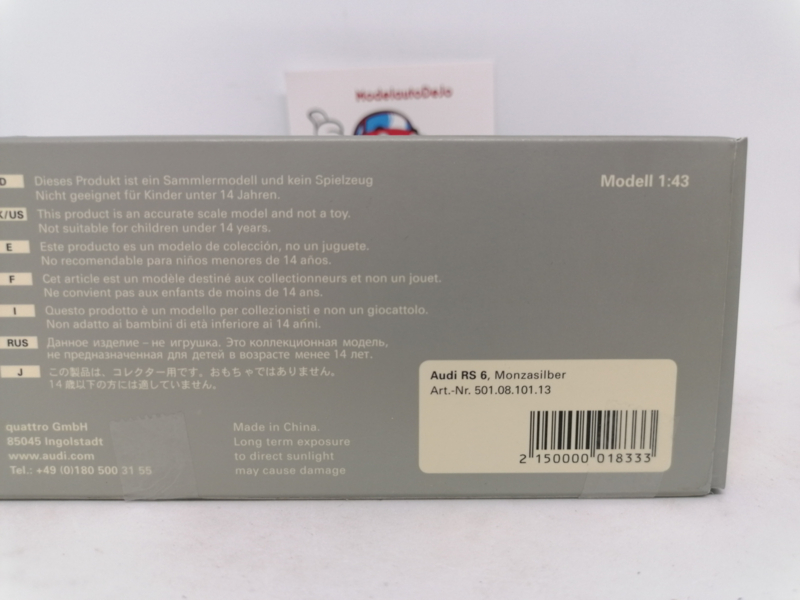 ModelautoDeJo
Modell 1:43
D Dieses Produkt ist ein Sammlermodell und kein Spielzeug
Nicht geeignet für Kinder unter 14 Jahren.
K/US This product is an accurate scale model and not a toy.
Not suitable for children under 14 years.
E Este producto es un modelo de colección, no un juguete.
No recomendable para niños menores de 14 años.
F Cet article est un modèle destiné aux collectionneurs et non un jouet.
Ne convient pas aux enfants de moins de 14 ans.
I Questo prodotto è un modello per collezionisti e non un giocattolo.
Non adatto ai bambini di età inferiore ai 14 anni.
RUS Данное изделие – не игрушка. Это коллекционная модель,
не предназначенная для детей в возрасте менее 14 лет.
J この製品は、コレクター用です。おもちゃではありません。
14歳以下の方には適していません。
Audi RS 6, Monzasilber
Art.-Nr. 501.08.101.13
2 150000 018333
quattro GmbH
85045 Ingolstadt
www.audi.com
Tel.: +49 (0)180 500 31 55
Made in China.
Long term exposure
to direct sunlight
may cause damage